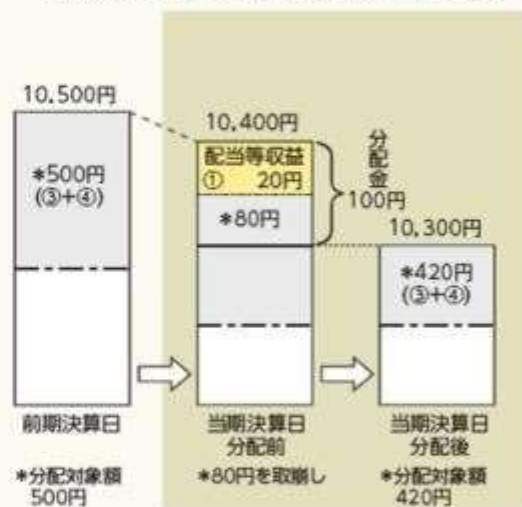 10,500円
*500円
(③+④)
10,400円
配当等収益
① 20円
*80円
分配金
100円
10,300円
*420円
(③+④)
前期決算日
当期決算日
分配前
当期決算日
分配後
*分配対象額
500円
*80円を取崩し
*分配対象額
420円